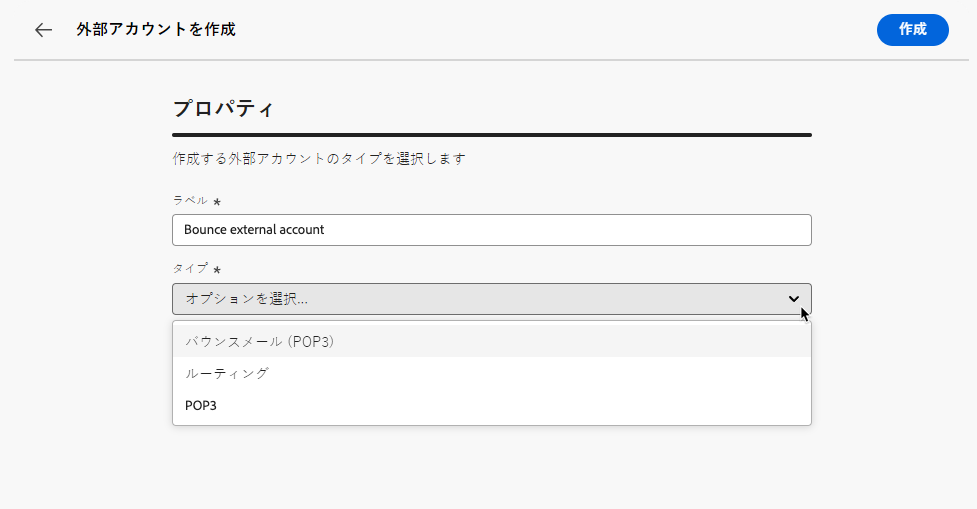 外部アカウントを作成
作成
プロパティ
作成する外部アカウントのタイプを選択します
ラベル *
Bounce external account
タイプ *
オプションを選択...
バウンスメール (POP3)
ルーティング
POP3